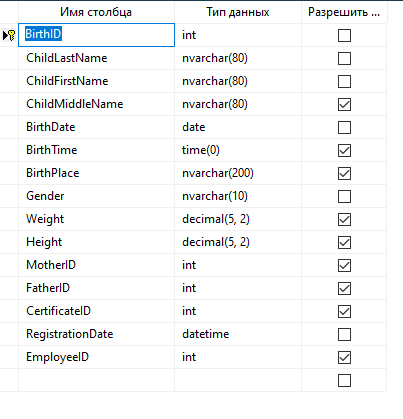 Имя столбца Тип данных Разрешить ...
BirthID int
ChildLastName nvarchar(80)
ChildFirstName nvarchar(80)
ChildMiddleName nvarchar(80)
BirthDate date
BirthTime time(0)
BirthPlace nvarchar(200)
Gender nvarchar(10)
Weight decimal(5, 2)
Height decimal(5, 2)
MotherID int
FatherID int
CertificateID int
RegistrationDate datetime
EmployeeID int